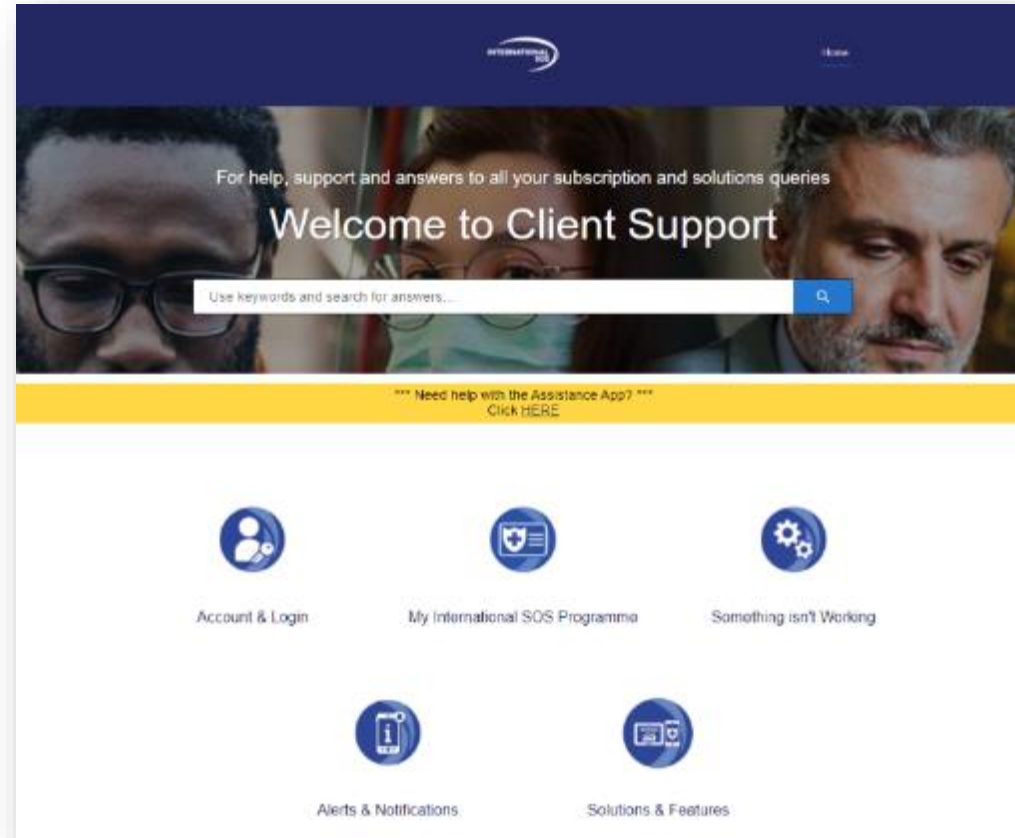 INTERNATIONAL
SOS
Home
For help, support and answers to all your subscription and solutions queries
Welcome to Client Support
Use keywords and search for answers...
*** Need help with the Assistance App? ***
Click HERE
Account & Login
My International SOS Programme
Something isn't Working
Alerts & Notifications
Solutions & Features